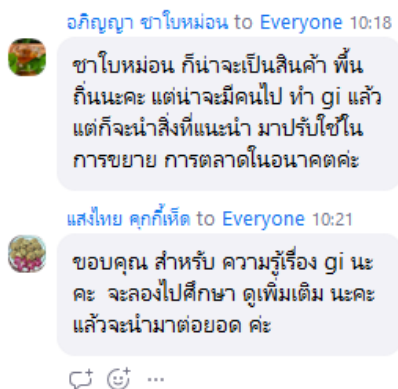 อภิญญา ชาใบหม่อน to Everyone 10:18
ชาใบหม่อน ก็น่าจะเป็นสินค้า พื้น
ถิ่นนะคะ แต่น่าจะมีคนไป ทำ gi แล้ว
แต่ก็จะนำสิ่งที่แนะนำ มาปรับใช้ใน
การขยาย การตลาดในอนาคตค่ะ
แสงไทย คุกกี้เห็ด to Everyone 10:21
ขอบคุณ สำหรับ ความรู้เรื่อง gi นะ
คะ จะลองไปศึกษา ดูเพิ่มเติม นะคะ
แล้วจะนำมาต่อยอด ค่ะ